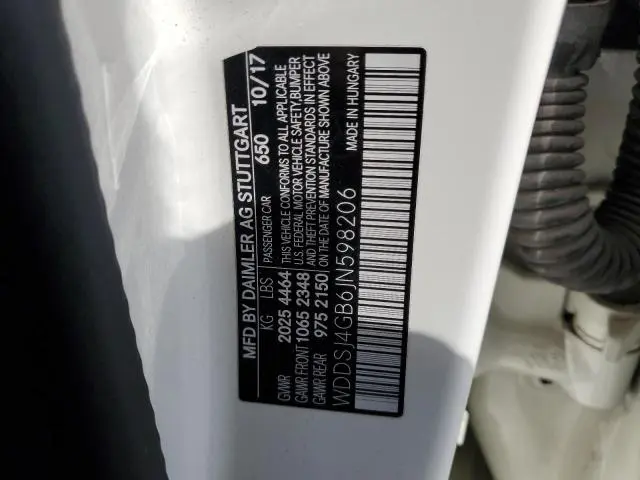 MFD BY DAIMLER AG STUTTGART
650 10/17
KG LBS PASSENGER CAR
GVWR 2025 4464 THIS VEHICLE CONFORMS TO ALL APPLICABLE
GAWR FRONT 1065 2348 U.S. FEDERAL MOTOR VEHICLE SAFETY, BUMPER
GAWR REAR 975 2150 AND THEFT PREVENTION STANDARDS IN EFFECT
ON THE DATE OF MANUFACTURE SHOWN ABOVE
MADE IN HUNGARY
WDDSJ4GB6JN598206